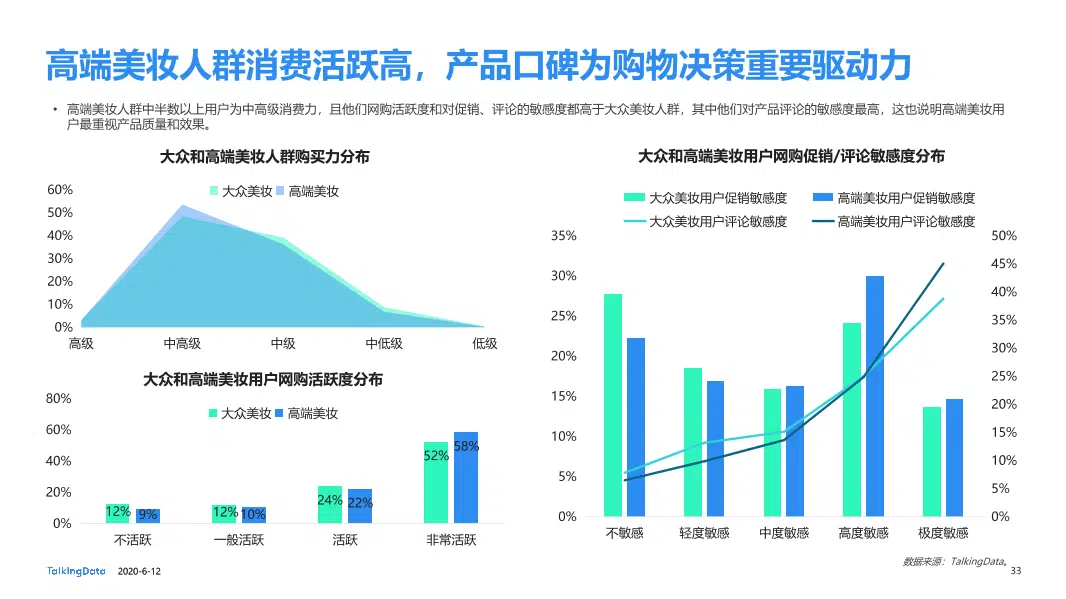 高端美妆人群消费活跃高，产品口碑为购物决策重要驱动力
• 高端美妆人群中半数以上用户为中高级消费力，且他们网购活跃度和对促销、评论的敏感度都高于大众美妆人群，其中他们对产品评论的敏感度最高，这也说明高端美妆用
户最重视产品质量和效果。
大众和高端美妆人群购买力分布
大众美妆 高端美妆
60%
50%
40%
30%
20%
10%
0%
高级 中高级 中级 中低级 低级
大众和高端美妆用户网购活跃度分布
大众美妆 高端美妆
80%
60%
40%
20%
0%
12% 9% 12% 10% 24% 22% 52% 58%
不活跃 一般活跃 活跃 非常活跃
大众和高端美妆用户网购促销/评论敏感度分布
大众美妆用户促销敏感度 高端美妆用户促销敏感度
大众美妆用户评论敏感度 高端美妆用户评论敏感度
35%
30%
25%
20%
15%
10%
5%
0%
50%
45%
40%
35%
30%
25%
20%
15%
10%
5%
0%
不敏感 轻度敏感 中度敏感 高度敏感 极度敏感
数据来源：TalkingData。
TalkingData 2020-6-12
33